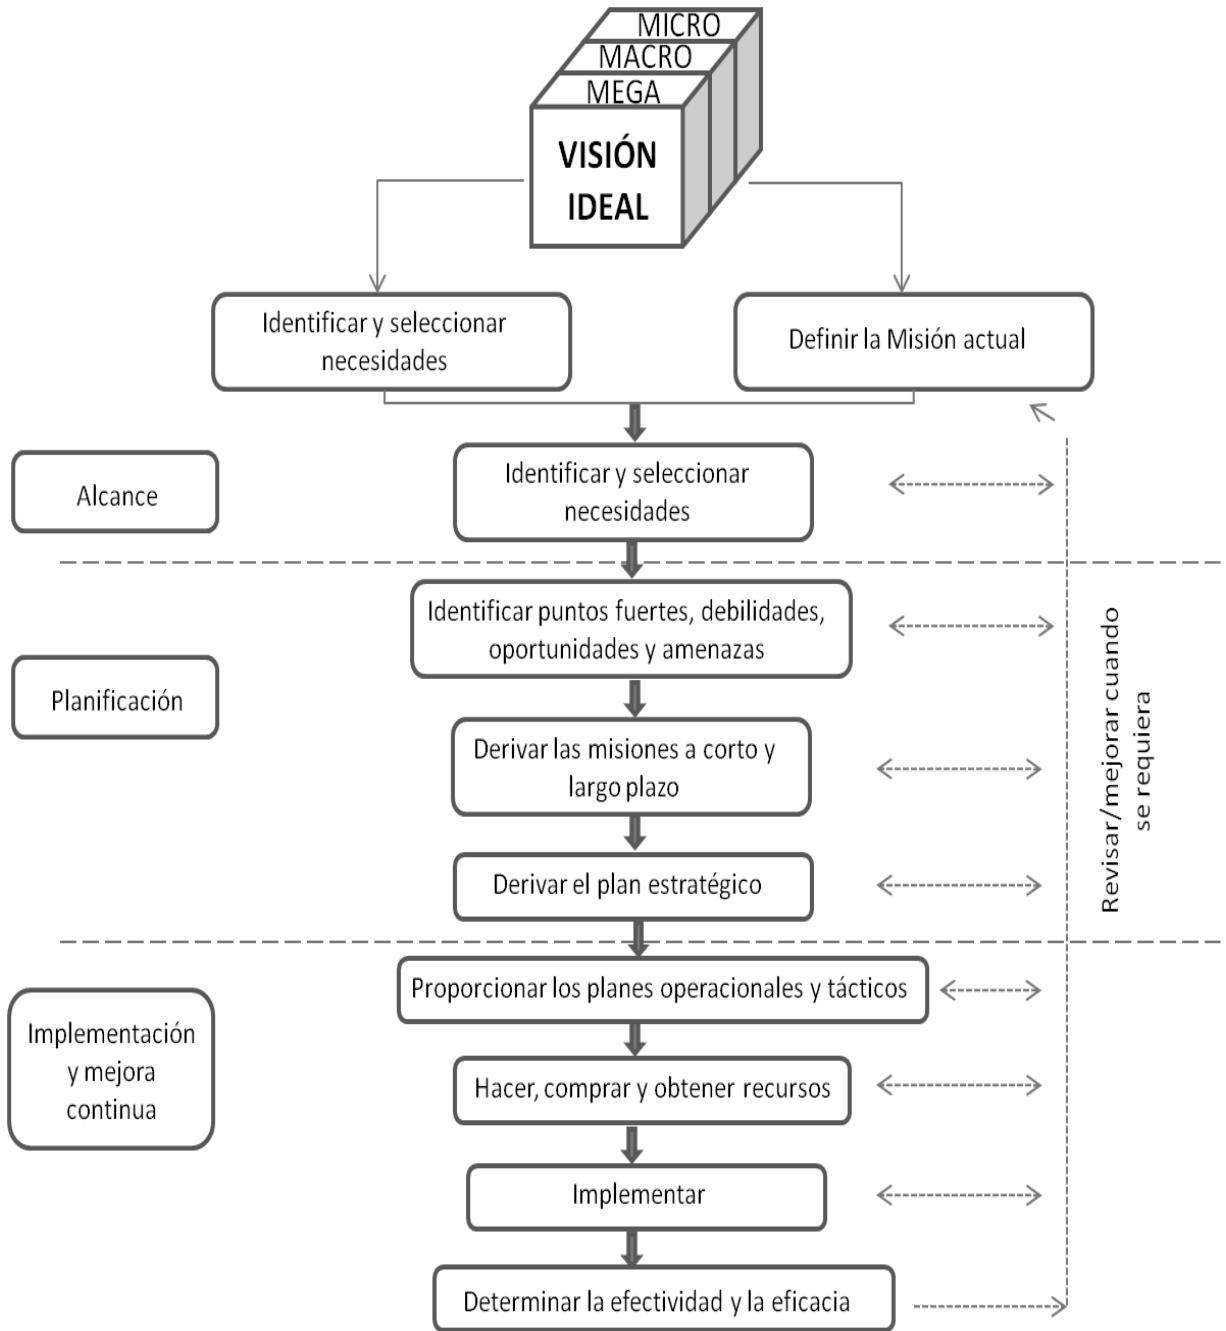 MICRO
MACRO
MEGA
VISIÓN
IDEAL
Identificar y seleccionar
necesidades
Definir la Misión actual
Alcance
Identificar y seleccionar
necesidades
Planificación
Identificar puntos fuertes, debilidades,
oportunidades y amenazas
Derivar las misiones a corto y
largo plazo
Derivar el plan estratégico
Revisar/mejorar cuando
se requiera
Implementación
y mejora
continua
Proporcionar los planes operacionales y tácticos
Hacer, comprar y obtener recursos
Implementar
Determinar la efectividad y la eficacia